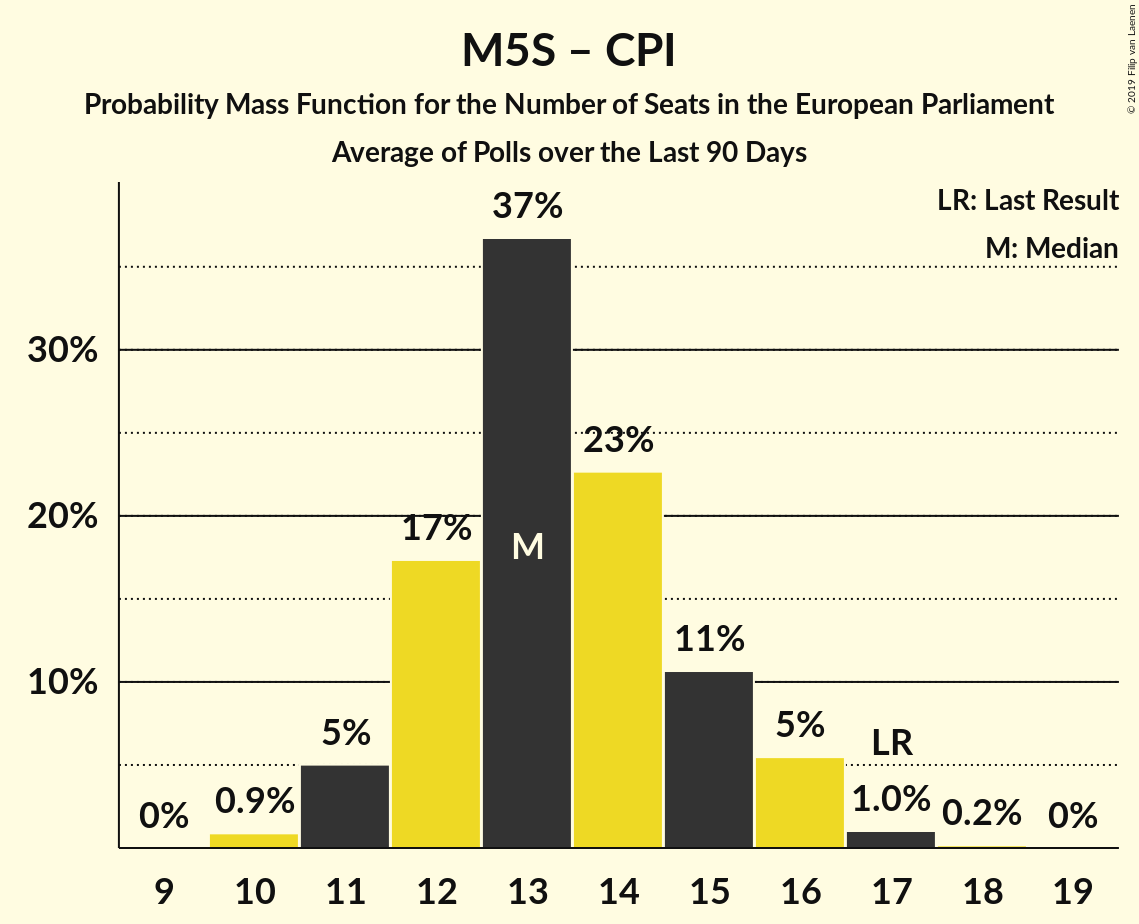 M5S – CPI
Probability Mass Function for the Number of Seats in the European Parliament
Average of Polls over the Last 90 Days
© 2019 Filip van Laenen
LR: Last Result
M: Median
37%
30%
23%
20%
17%
M
11%
10%
5%
5%
LR
0%
0.9%
1.0%
0.2%
0%
9 10 11 12 13 14 15 16 17 18 19